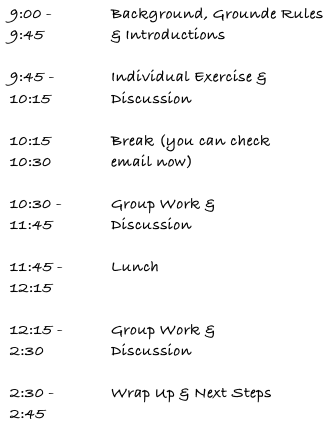 9:00 - Background, Grounde Rules
9:45 & Introductions
9:45 - Individual Exercise &
10:15 Discussion
10:15 Break (you can check
10:30 email now)
10:30 - Group Work &
11:45 Discussion
11:45 - Lunch
12:15
12:15 - Group Work &
2:30 Discussion
2:30 - Wrap Up & Next Steps
2:45